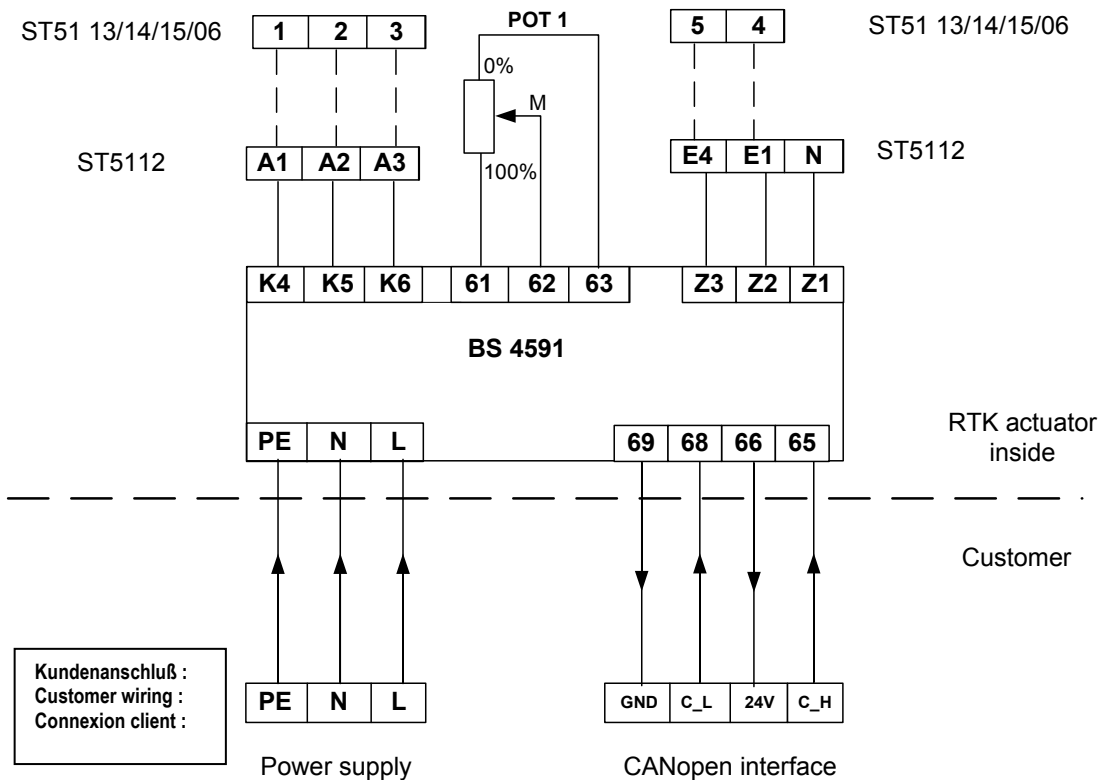 ST51 13/14/15/06
1 2 3
POT 1
5 4
ST51 13/14/15/06
0%
M
100%
ST5112
A1 A2 A3
E4 E1 N
ST5112
K4 K5 K6
61 62 63
Z3 Z2 Z1
BS 4591
PE N L
69 68 66 65
RTK actuator
inside
Customer
Kundenanschluß :
Customer wiring :
Connexion client :
PE N L
GND C_L 24V C_H
Power supply
CANopen interface